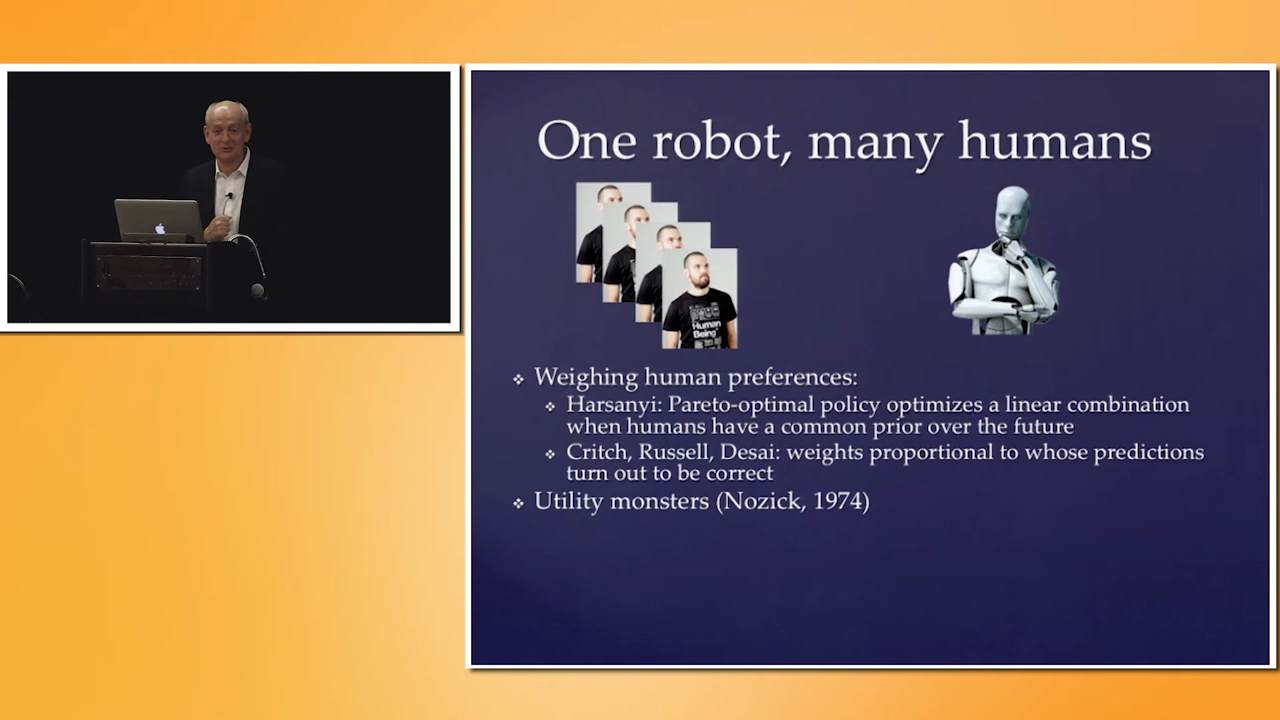 One robot, many humans
Human
Being
Weighing human preferences:
Harsanyi: Pareto-optimal policy optimizes a linear combination
when humans have a common prior over the future
Critch, Russell, Desai: weights proportional to whose predictions
turn out to be correct
Utility monsters (Nozick, 1974)